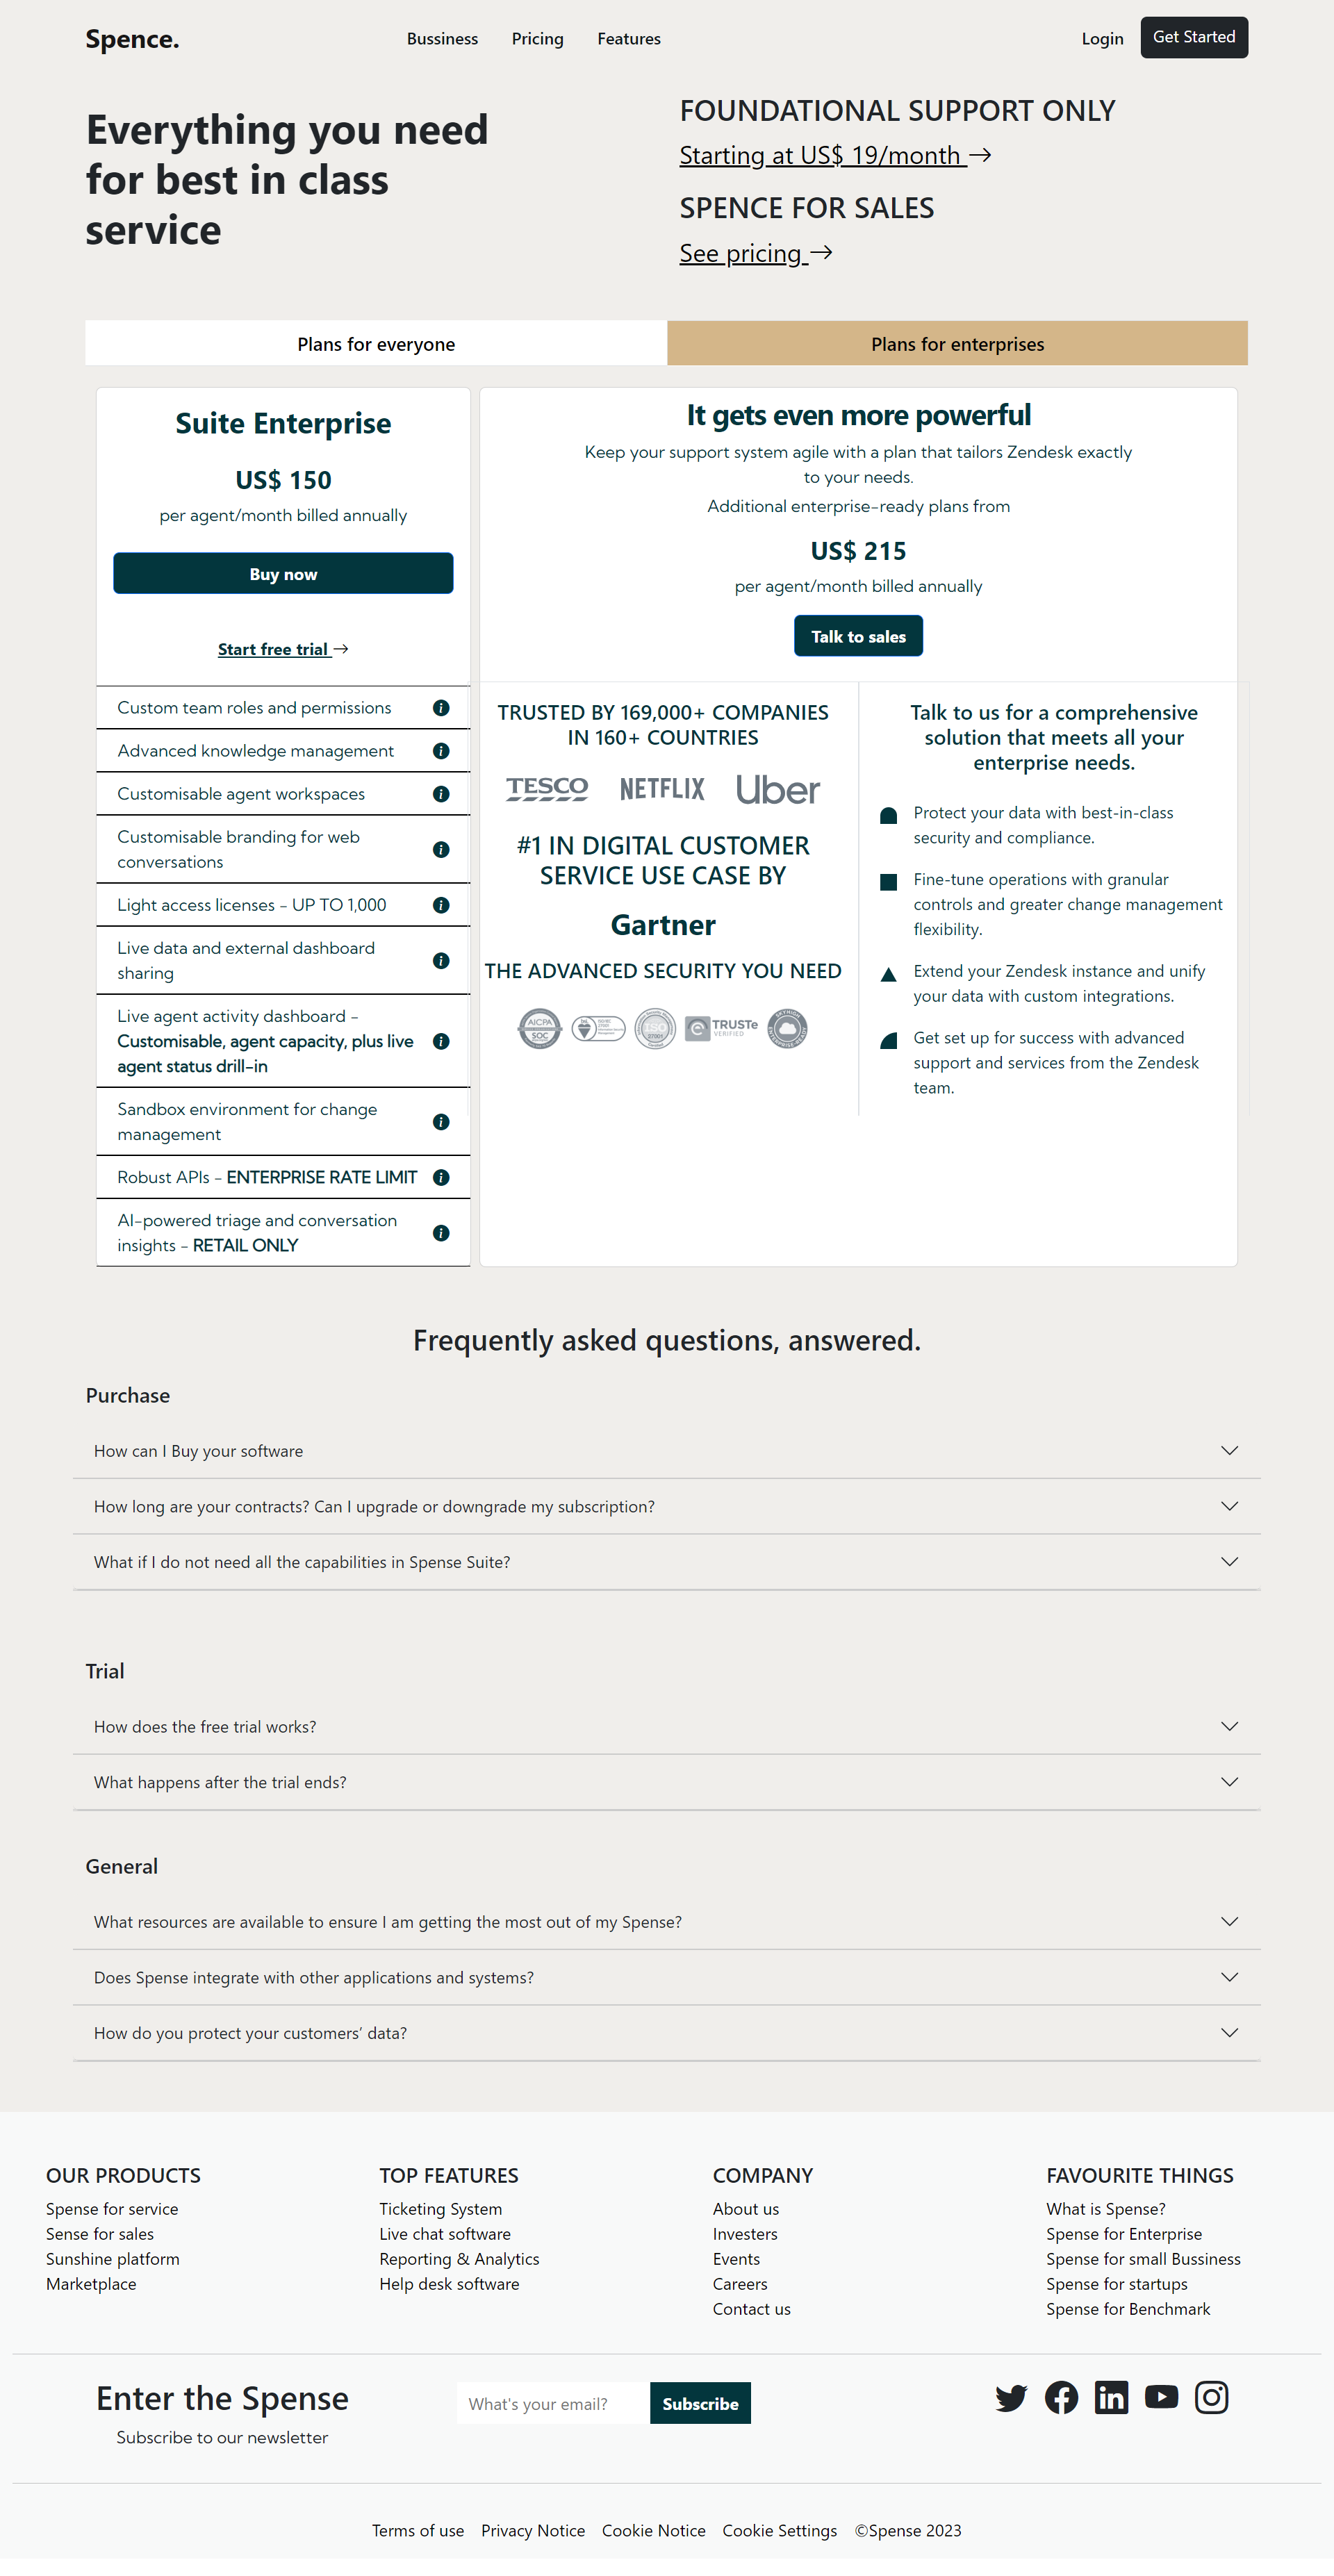 Spence.
Bussiness
Pricing
Features
Login
Get Started
Everything you need
for best in class
service
FOUNDATIONAL SUPPORT ONLY
Starting at US$ 19/month
SPENCE FOR SALES
See pricing
Plans for everyone
Plans for enterprises
Suite Enterprise
US$ 150
per agent/month billed annually
Buy now
Start free trial
Custom team roles and permissions
Advanced knowledge management
Customisable agent workspaces
Customisable branding for web
conversations
Light access licenses - UP TO 1,000
Live data and external dashboard
sharing
Live agent activity dashboard -
Customisable, agent capacity, plus live
agent status drill-in
Sandbox environment for change
management
Robust APIs - ENTERPRISE RATE LIMIT
AI-powered triage and conversation
insights - RETAIL ONLY
It gets even more powerful
Keep your support system agile with a plan that tailors Zendesk exactly
to your needs.
Additional enterprise-ready plans from
US$ 215
per agent/month billed annually
Talk to sales
TRUSTED BY 169,000+ COMPANIES
IN 160+ COUNTRIES
TESCO
NETFLIX
Uber
#1 IN DIGITAL CUSTOMER
SERVICE USE CASE BY
Gartner
THE ADVANCED SECURITY YOU NEED
AICPA
SOC
ISO
TRUSTe
VERIFIED
Talk to us for a comprehensive
solution that meets all your
enterprise needs.
Protect your data with best-in-class
security and compliance.
Fine-tune operations with granular
controls and greater change management
flexibility.
Extend your Zendesk instance and unify
your data with custom integrations.
Get set up for success with advanced
support and services from the Zendesk
team.
Frequently asked questions, answered.
Purchase
How can I Buy your software
How long are your contracts? Can I upgrade or downgrade my subscription?
What if I do not need all the capabilities in Spense Suite?
Trial
How does the free trial works?
What happens after the trial ends?
General
What resources are available to ensure I am getting the most out of my Spense?
Does Spense integrate with other applications and systems?
How do you protect your customers’ data?
OUR PRODUCTS
Spense for service
Sense for sales
Sunshine platform
Marketplace
TOP FEATURES
Ticketing System
Live chat software
Reporting & Analytics
Help desk software
COMPANY
About us
Investers
Events
Careers
Contact us
FAVOURITE THINGS
What is Spense?
Spense for Enterprise
Spense for small Bussiness
Spense for startups
Spense for Benchmark
Enter the Spense
Subscribe to our newsletter
What's your email?
Subscribe
Terms of use
Privacy Notice
Cookie Notice
Cookie Settings
©Spense 2023